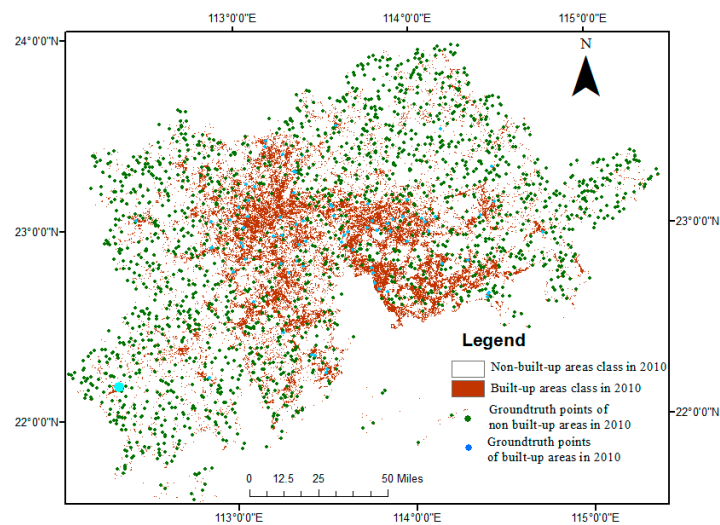 113°0'0"E 114°0'0"E 115°0'0"E
24°0'0"N
N
23°0'0"N 23°0'0"N
Legend
Non-built-up areas class in 2010
Built-up areas class in 2010
Groundtruth points of
non built-up areas in 2010
Groundtruth points
of built-up areas in 2010
22°0'0"N 22°0'0"N
0 12.5 25 50 Miles
113°0'0"E 114°0'0"E 115°0'0"E